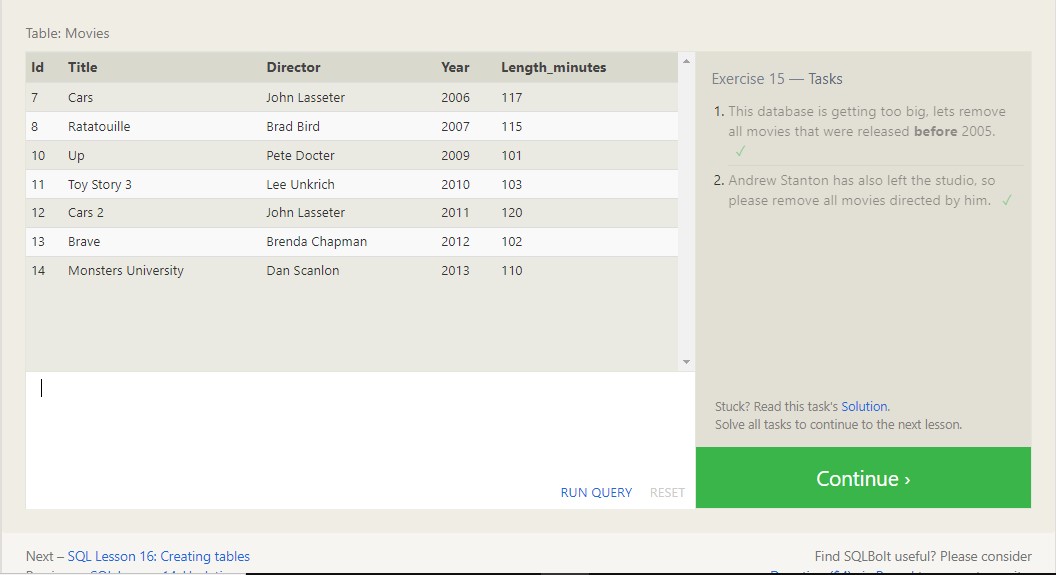 Table: Movies
Id Title Director Year Length_minutes
7 Cars John Lasseter 2006 117
8 Ratatouille Brad Bird 2007 115
10 Up Pete Docter 2009 101
11 Toy Story 3 Lee Unkrich 2010 103
12 Cars 2 John Lasseter 2011 120
13 Brave Brenda Chapman 2012 102
14 Monsters University Dan Scanlon 2013 110
RUN QUERY RESET
Exercise 15 — Tasks
1. This database is getting too big, lets remove
all movies that were released before 2005.
✓
2. Andrew Stanton has also left the studio, so
please remove all movies directed by him. ✓
Stuck? Read this task's Solution.
Solve all tasks to continue to the next lesson.
Continue ›
Next – SQL Lesson 16: Creating tables
Find SQLBolt useful? Please consider